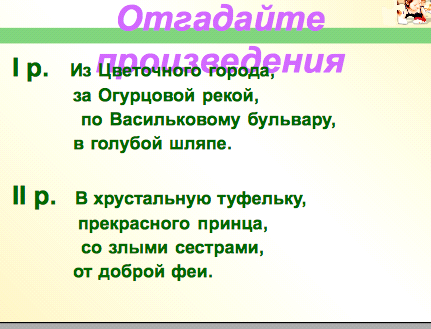 Отгадайте
произведения
I р. Из Цветочного города,
за Огурцовой рекой,
по Васильковому бульвару,
в голубой шляпе.
II р. В хрустальную туфельку,
прекрасного принца,
со злыми сестрами,
от доброй феи.